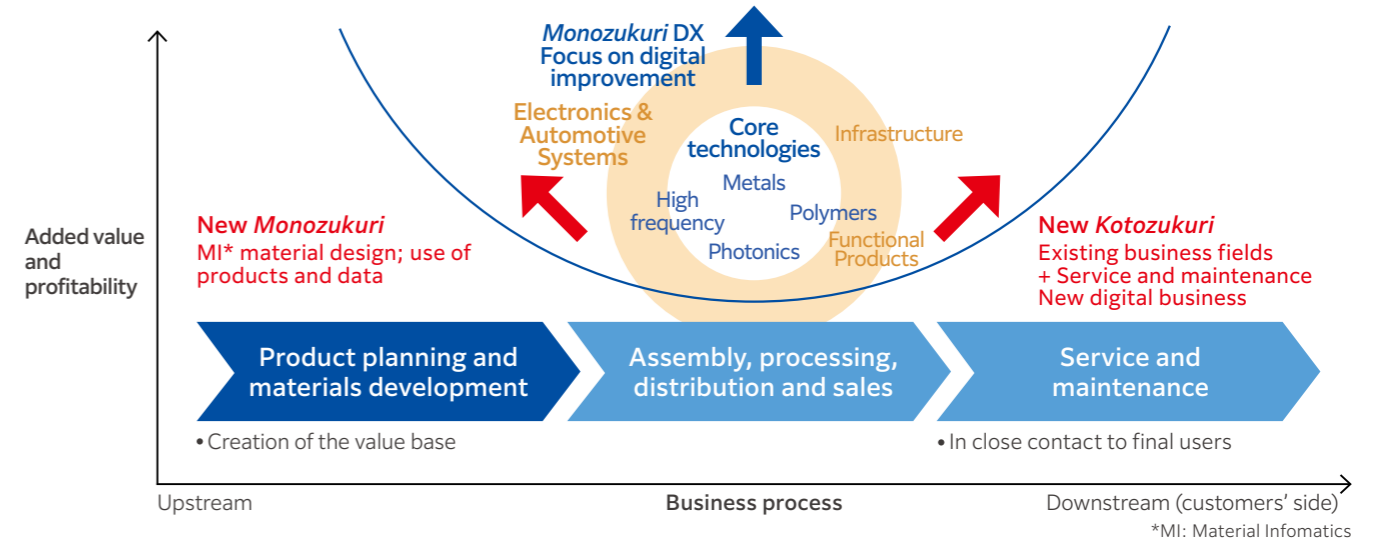 Monozukuri DX
Focus on digital
improvement
Electronics &
Automotive
Systems
Core
technologies
Infrastructure
Metals
High
frequency
Polymers
Photonics
Functional
Products
Added value
and
profitability
New Monozukuri
MI* material design; use of
products and data
New Kotozukuri
Existing business fields
+ Service and maintenance
New digital business
Product planning and
materials development
Assembly, processing,
distribution and sales
Service and
maintenance
• Creation of the value base
• In close contact to final users
Upstream
Business process
Downstream (customers’ side)
*MI: Material Infomatics